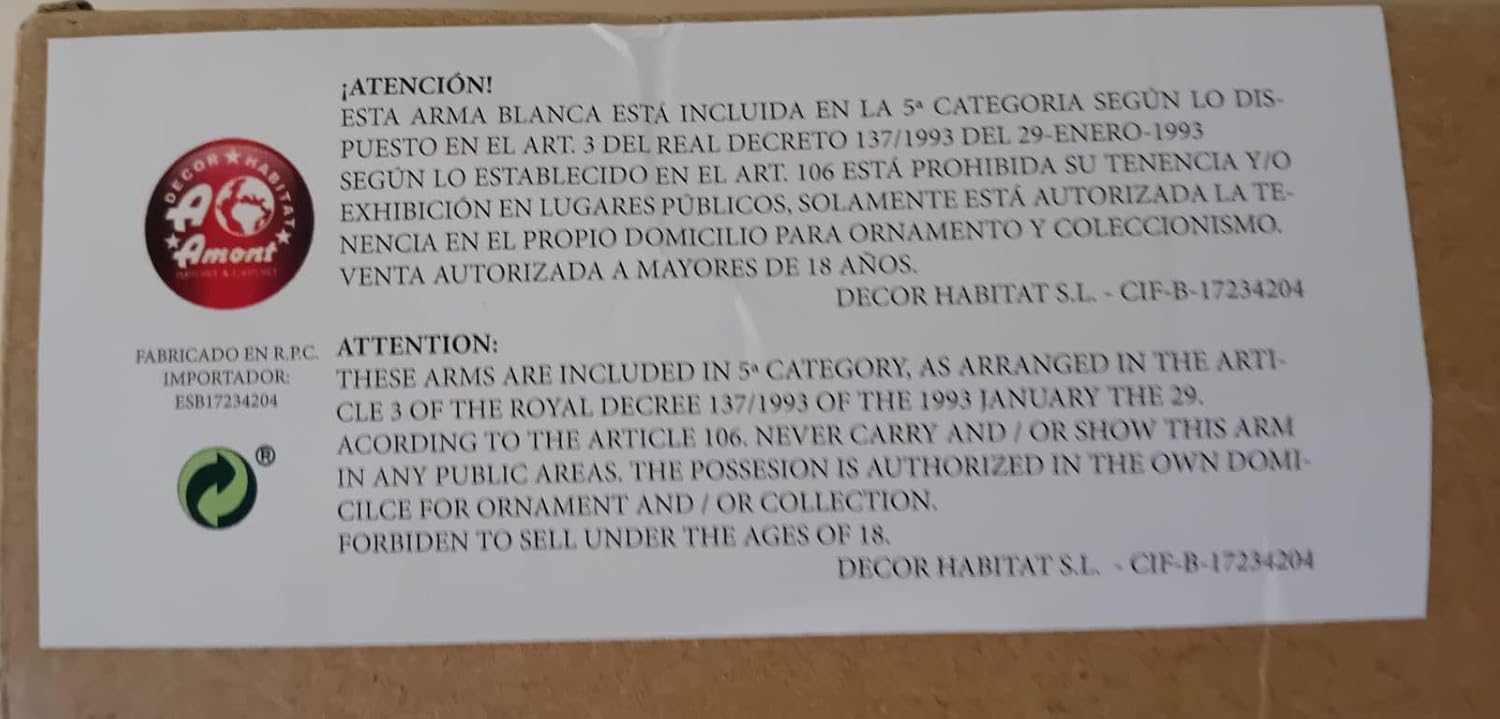 ¡ATENCIÓN!
ESTA ARMA BLANCA ESTÁ INCLUIDA EN LA 5ª CATEGORIA SEGÚN LO DIS-
PUESTO EN EL ART. 3 DEL REAL DECRETO 137/1993 DEL 29-ENERO-1993
SEGÚN LO ESTABLECIDO EN EL ART. 106 ESTÁ PROHIBIDA SU TENENCIA Y/O
EXHIBICIÓN EN LUGARES PÚBLICOS, SOLAMENTE ESTÁ AUTORIZADA LA TE-
NENCIA EN EL PROPIO DOMICILIO PARA ORNAMENTO Y COLECCIONISMO.
VENTA AUTORIZADA A MAYORES DE 18 AÑOS.
DECOR HABITAT S.L. - CIF-B-17234204
DECOR ★ HABITAT
Amont
FABRICADO EN R.P.C.
IMPORTADOR:
ESB17234204
®
ATTENTION:
THESE ARMS ARE INCLUDED IN 5ª CATEGORY, AS ARRANGED IN THE ARTI-
CLE 3 OF THE ROYAL DECREE 137/1993 OF THE 1993 JANUARY THE 29.
ACORDING TO THE ARTICLE 106. NEVER CARRY AND / OR SHOW THIS ARM
IN ANY PUBLIC AREAS. THE POSSESION IS AUTHORIZED IN THE OWN DOMI-
CILCE FOR ORNAMENT AND / OR COLLECTION.
FORBIDEN TO SELL UNDER THE AGES OF 18.
DECOR HABITAT S.L. - CIF-B-17234204